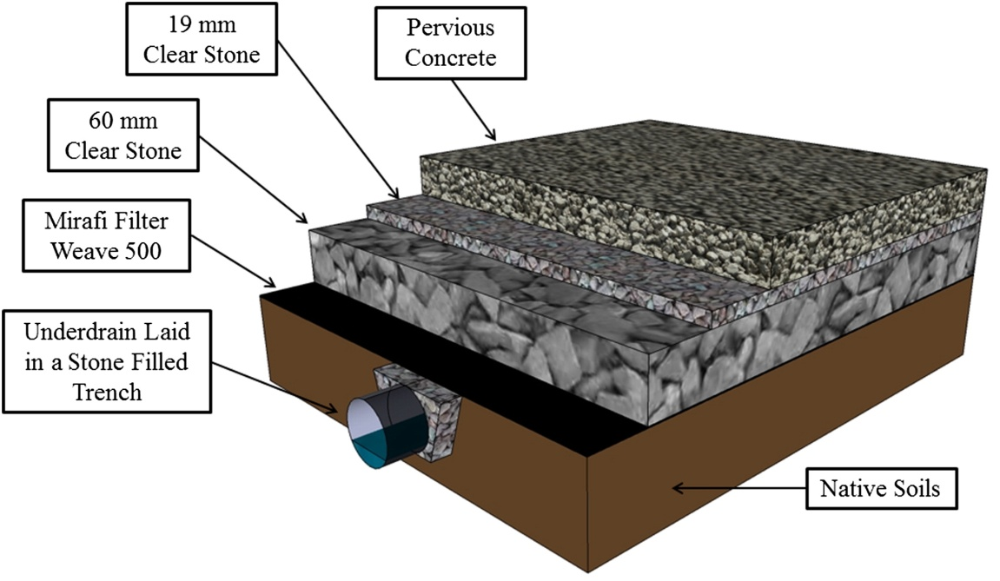 19 mm
Clear Stone
Pervious
Concrete
60 mm
Clear Stone
Mirafi Filter
Weave 500
Underdrain Laid
in a Stone Filled
Trench
Native Soils